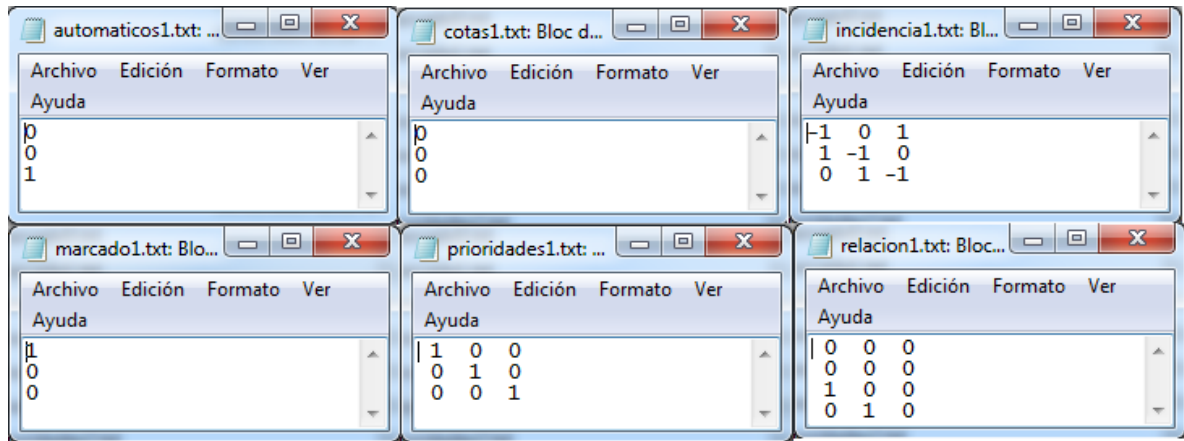 automaticos1.txt: ...
Archivo Edición Formato Ver
Ayuda
0
0
1
cotas1.txt: Bloc d...
Archivo Edición Formato Ver
Ayuda
0
0
0
incidencia1.txt: Bl...
Archivo Edición Formato Ver
Ayuda
-1 0 1
1 -1 0
0 1 -1
marcado1.txt: Blo...
Archivo Edición Formato Ver
Ayuda
1
0
0
prioridades1.txt: ...
Archivo Edición Formato Ver
Ayuda
1 0 0
0 1 0
0 0 1
relacion1.txt: Bloc...
Archivo Edición Formato Ver
Ayuda
0 0 0
0 0 0
1 0 0
0 1 0